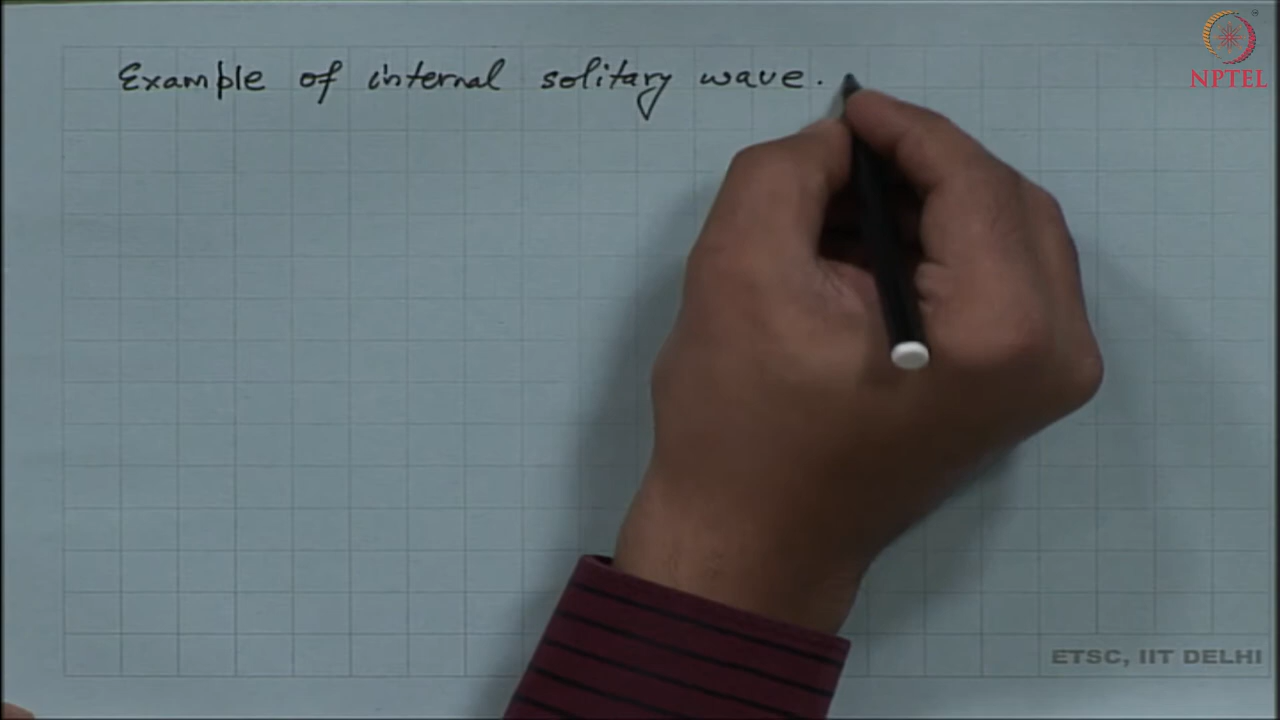 Example of internal solitary wave.
NPTEL
ETSC, IIT DELHI